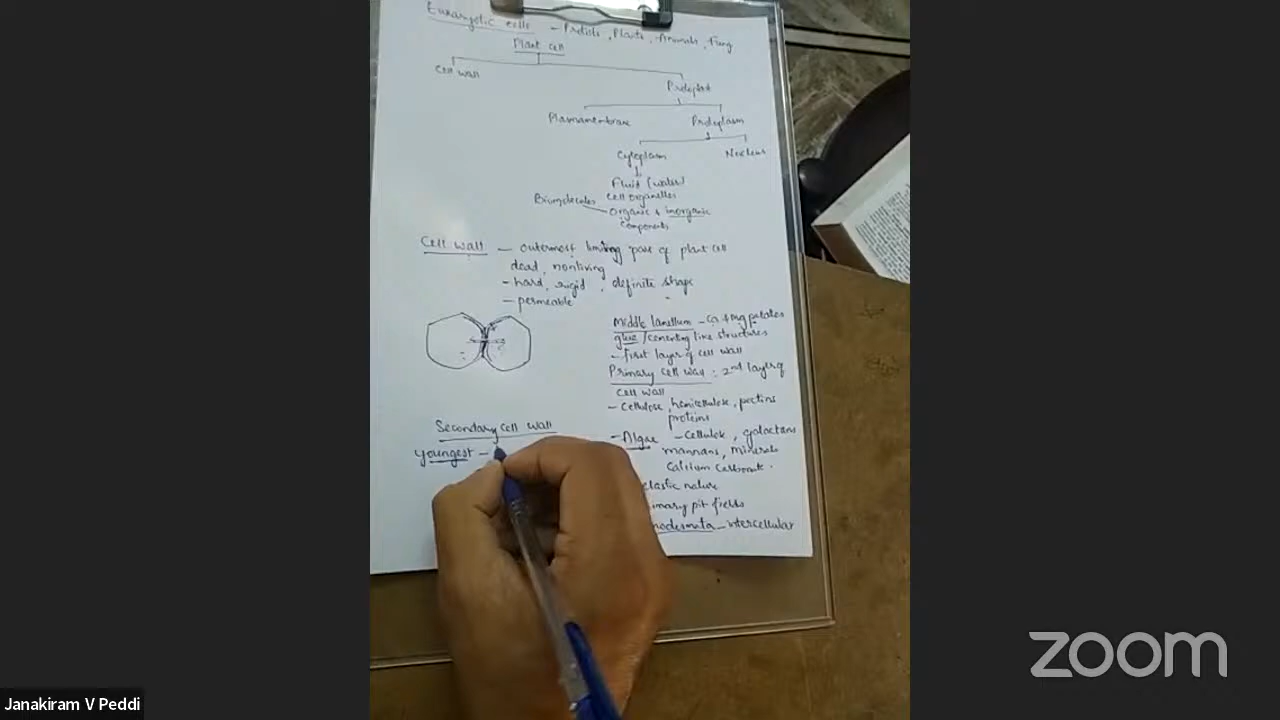 Eukaryotic cells - Protists, Plants, Animals, Fungi
Plant cell
Cell wall
Protoplast
Plasmamembrane
Protoplasm
Cytoplasm
Nucleus
Fluid (water)
cell organelles
Biomolecules
Organic & inorganic
components
Cell wall - outermost limiting part of plant cell
dead, nonliving
- hard, rigid, definite shape
- permeable
Middle lamellum - Ca + Mg
glue/cementing like structures
- first layer of cell wall
Primary cell wall : 2nd layer of
cell wall
- Cellulose, hemicellulose, pectins
proteins
- Algae - Cellulose, galactans
mannans, minerals
Calcium Carbonate.
elastic nature
pit fields
- intercellular
Secondary cell wall
youngest -
zoom
Janakiram V Peddi